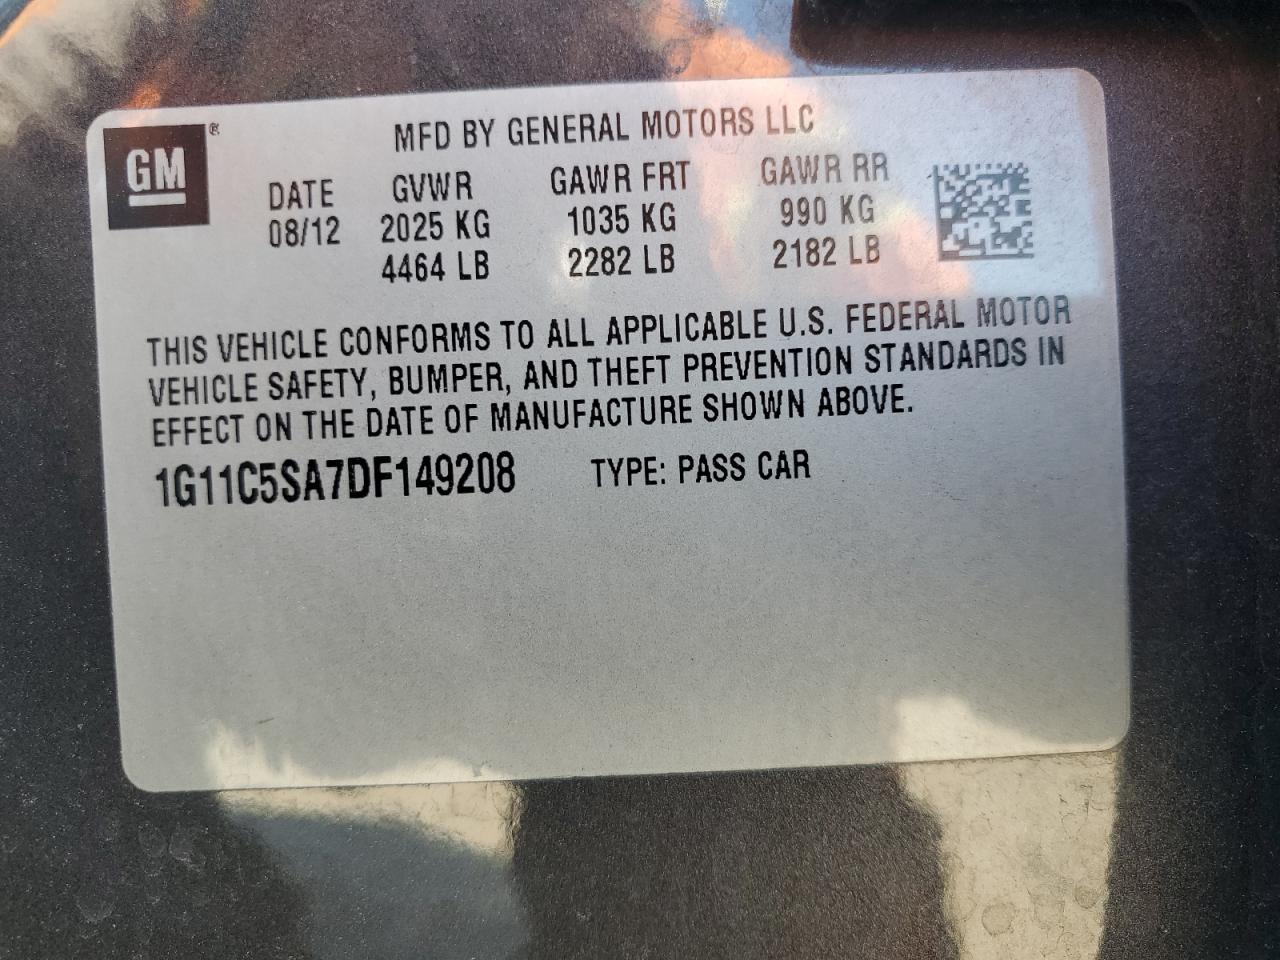 GM®
MFD BY GENERAL MOTORS LLC
DATE GVWR GAWR FRT GAWR RR
08/12 2025 KG 1035 KG 990 KG
4464 LB 2282 LB 2182 LB
THIS VEHICLE CONFORMS TO ALL APPLICABLE U.S. FEDERAL MOTOR
VEHICLE SAFETY, BUMPER, AND THEFT PREVENTION STANDARDS IN
EFFECT ON THE DATE OF MANUFACTURE SHOWN ABOVE.
1G11C5SA7DF149208 TYPE: PASS CAR